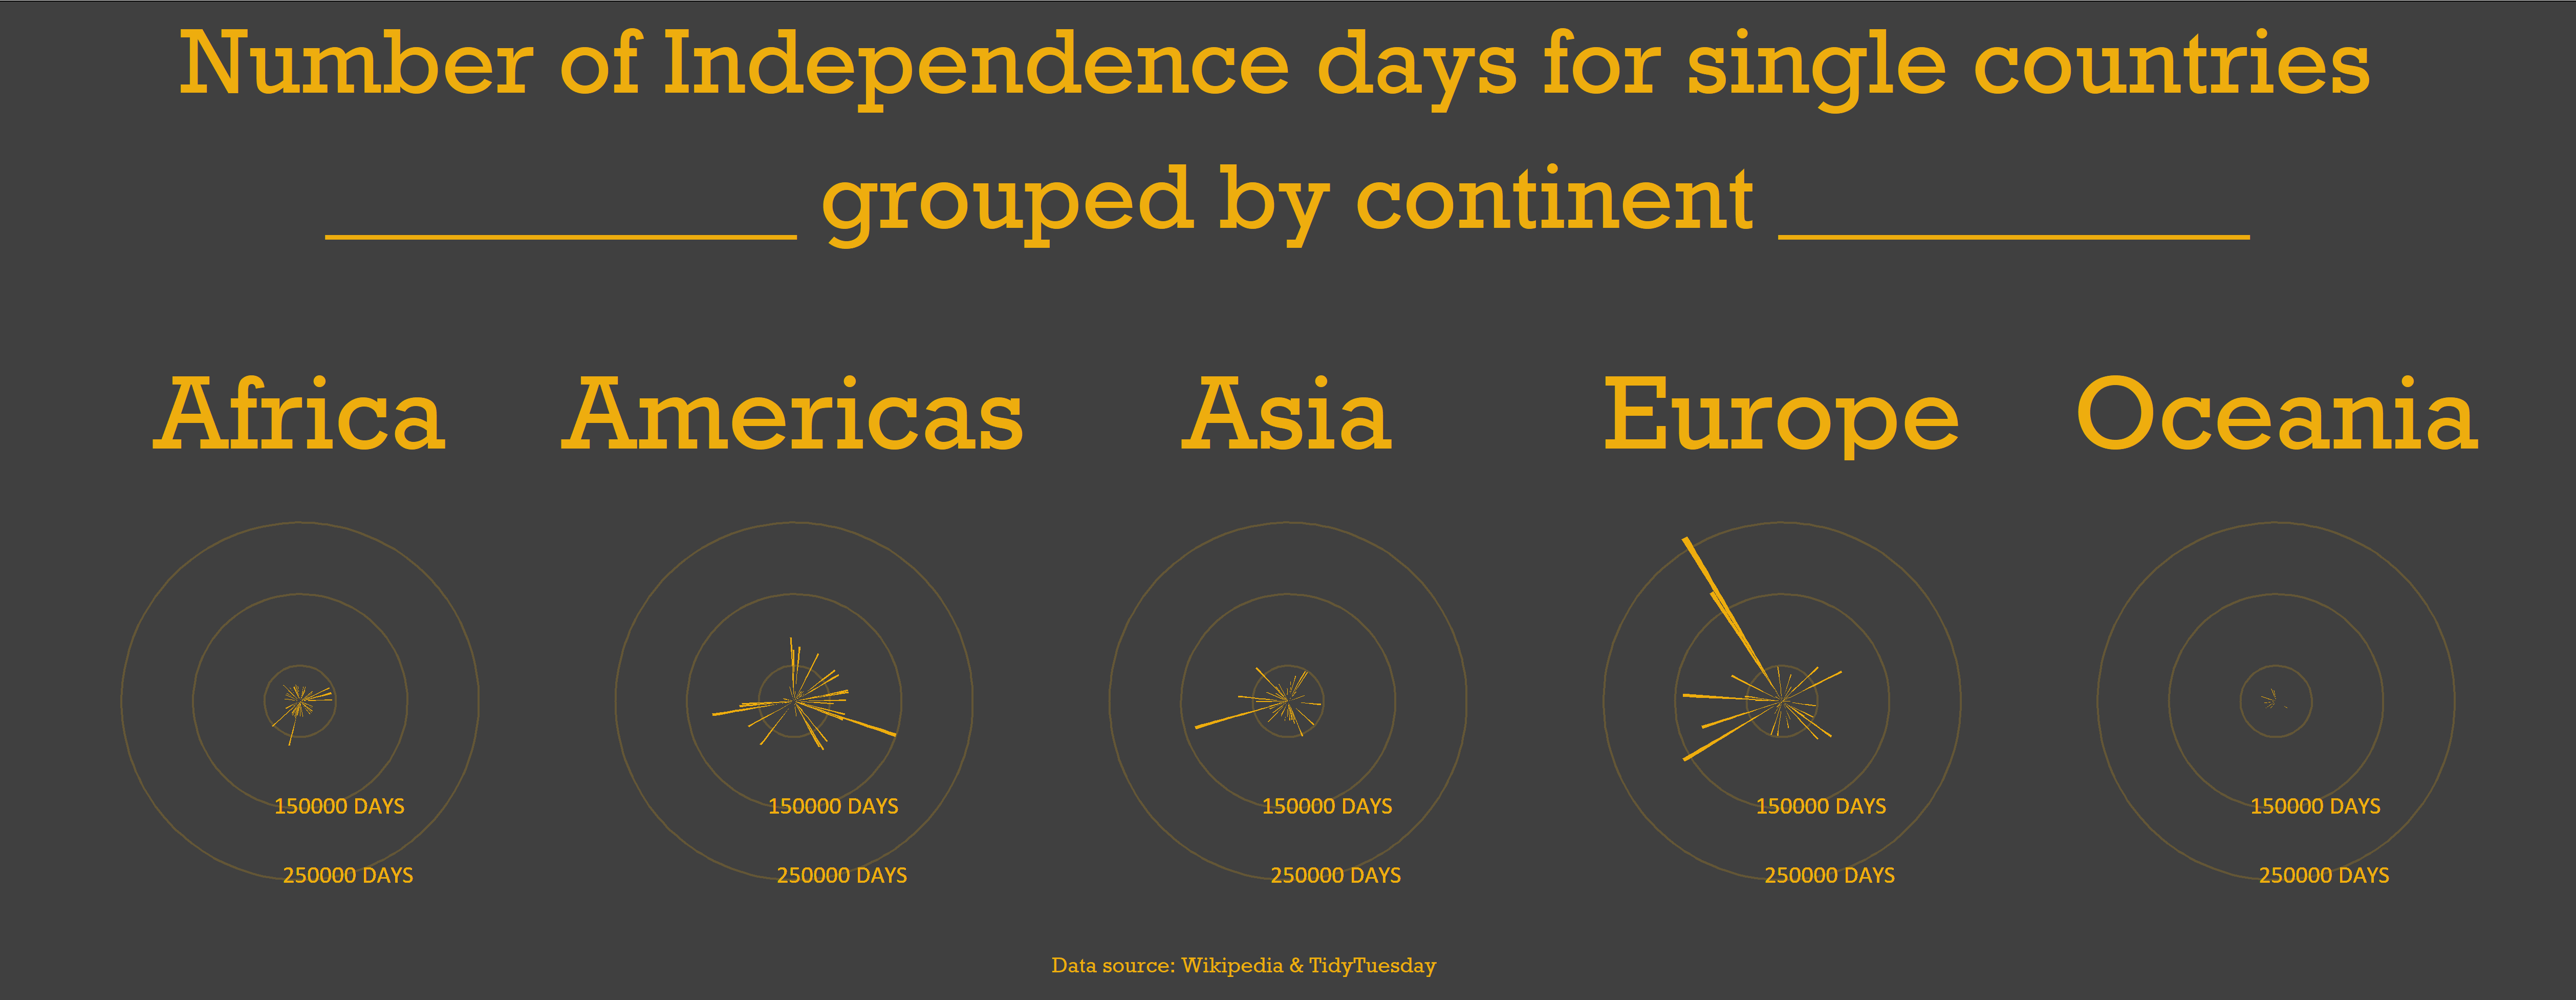 Number of Independence days for single countries
____________ grouped by continent ____________
Africa
Americas
Asia
Europe
Oceania
150000 DAYS
150000 DAYS
150000 DAYS
150000 DAYS
150000 DAYS
250000 DAYS
250000 DAYS
250000 DAYS
250000 DAYS
250000 DAYS
Data source: Wikipedia & TidyTuesday